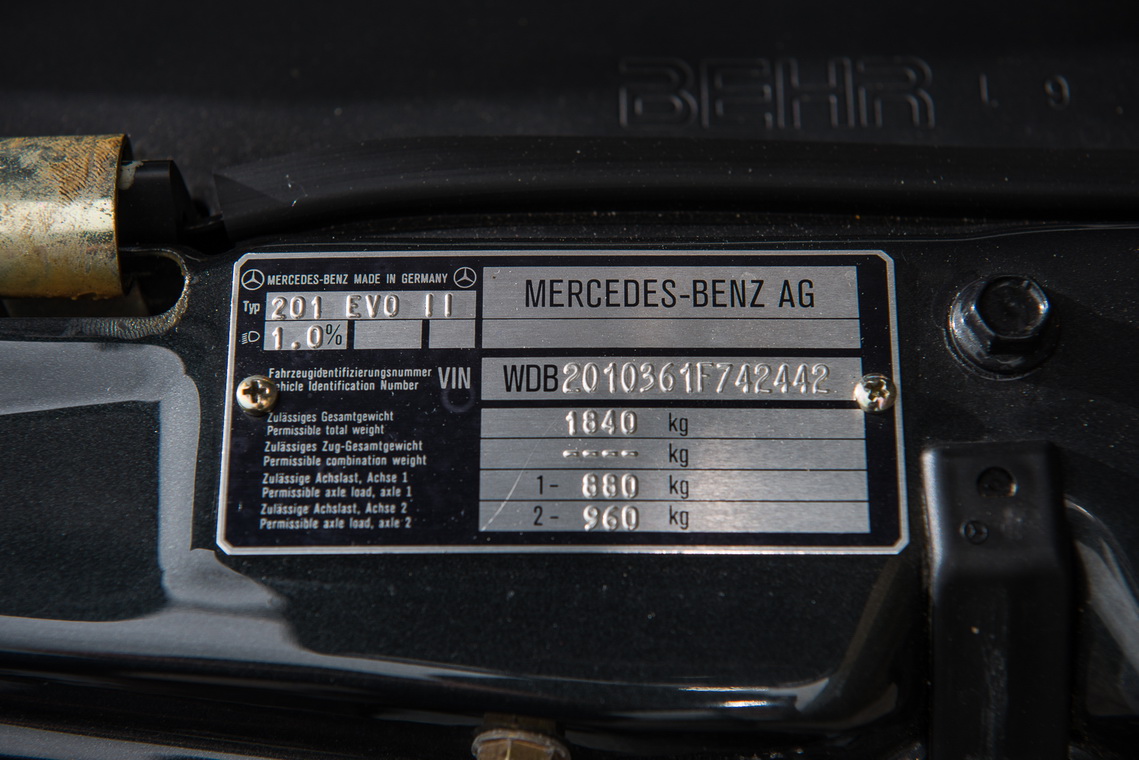 BEHR L 9
MERCEDES-BENZ MADE IN GERMANY
MERCEDES-BENZ AG
Typ 201 EVO II
1.0%
Fahrzeugidentifizierungsnummer
Vehicle Identification Number
VIN WDB2010361F742442
Zulässiges Gesamtgewicht
Permissible total weight
1840 kg
Zulässiges Zug-Gesamtgewicht
Permissible combination weight
---- kg
Zulässige Achslast, Achse 1
Permissible axle load, axle 1
1- 880 kg
Zulässige Achslast, Achse 2
Permissible axle load, axle 2
2- 960 kg